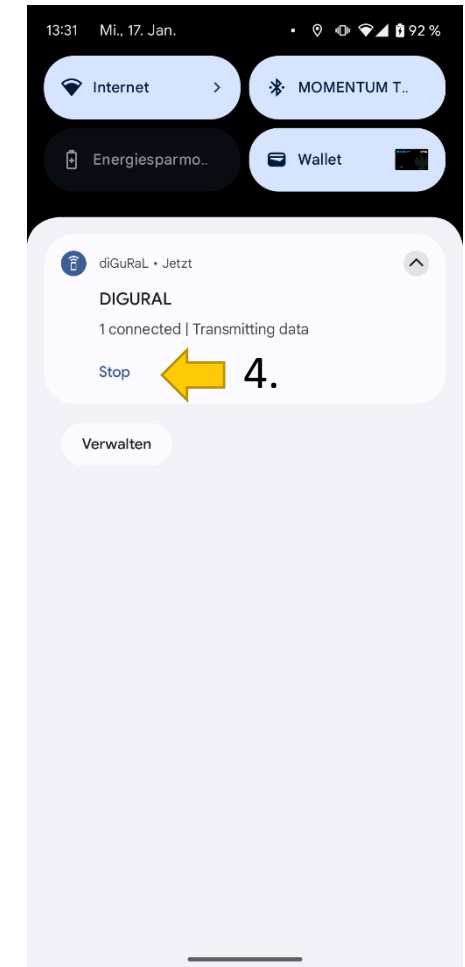 13:31 Mi., 17. Jan. 92 %
Internet MOMENTUM T..
Energiesparmo.. Wallet
diGuRaL • Jetzt
DIGURAL
1 connected | Transmitting data
Stop 4.
Verwalten